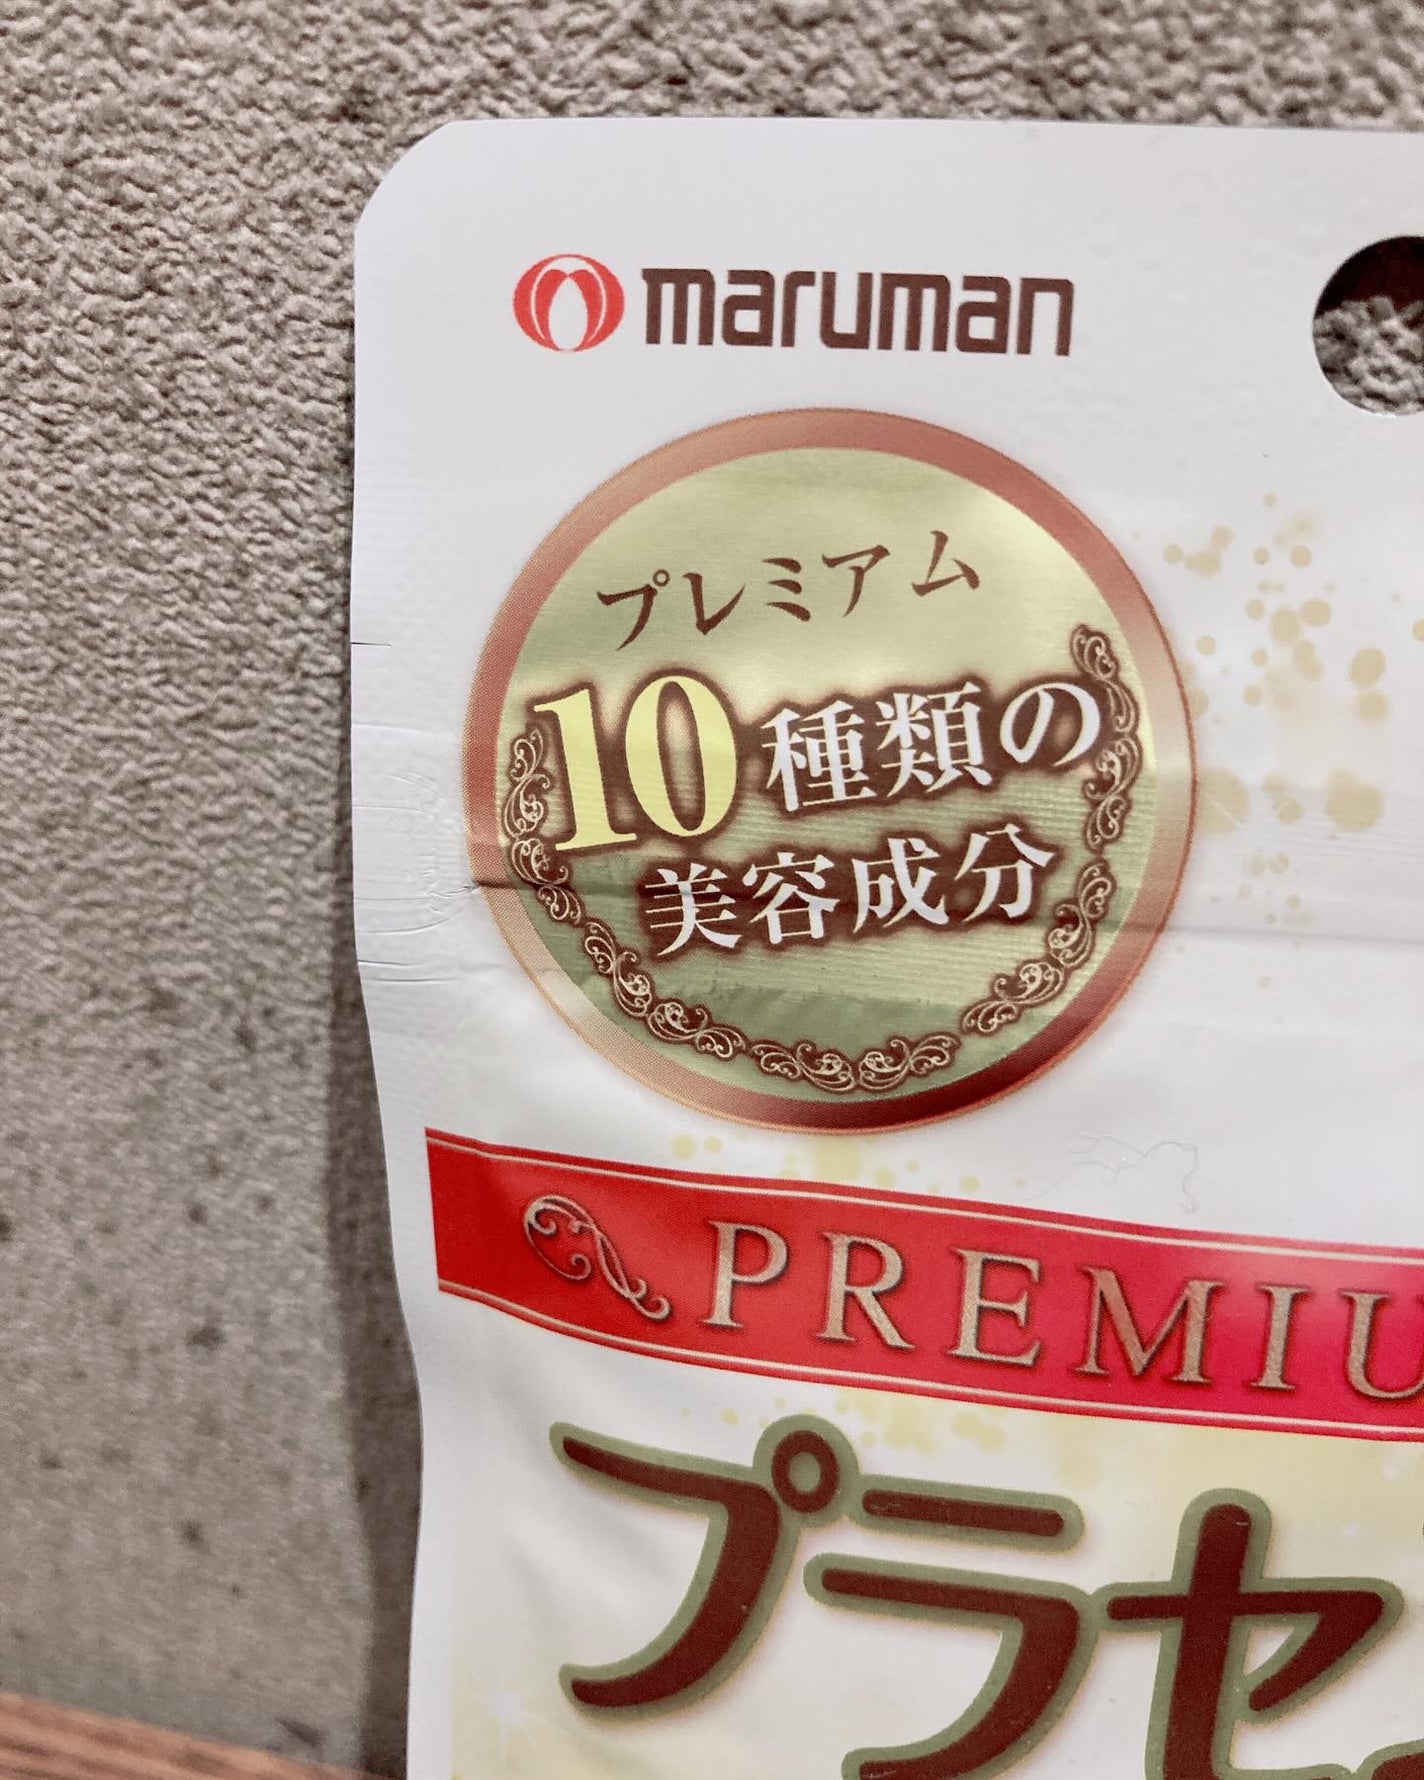 maruman
プレミアム
10種類の
美容成分
PREMIU
プラセ